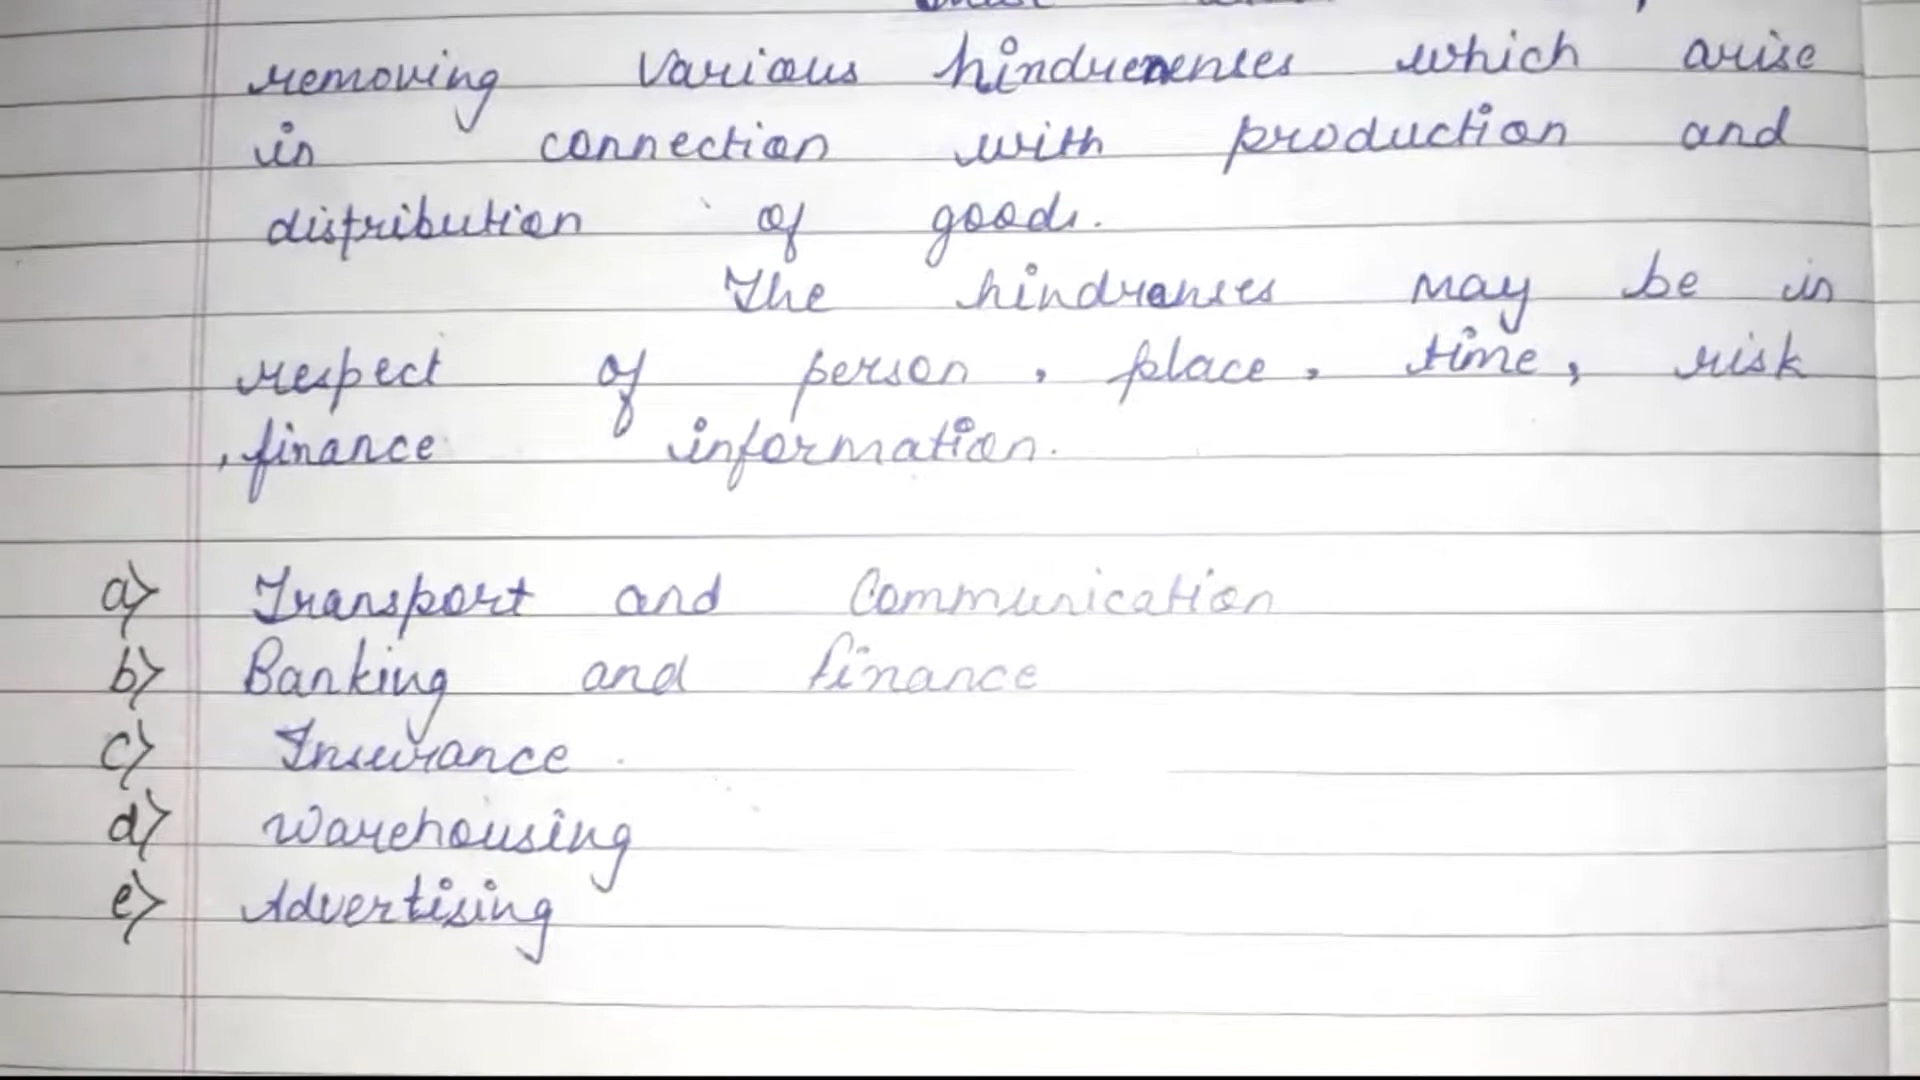 removing various hindrenenses which arise
in connection with production and
distribution of goods.
The hindranses may be in
respect of person, place, time, risk
, finance information.
a) Transport and Communication
b) Banking and finance
c) Insurance
d) Warehousing
e) Advertising